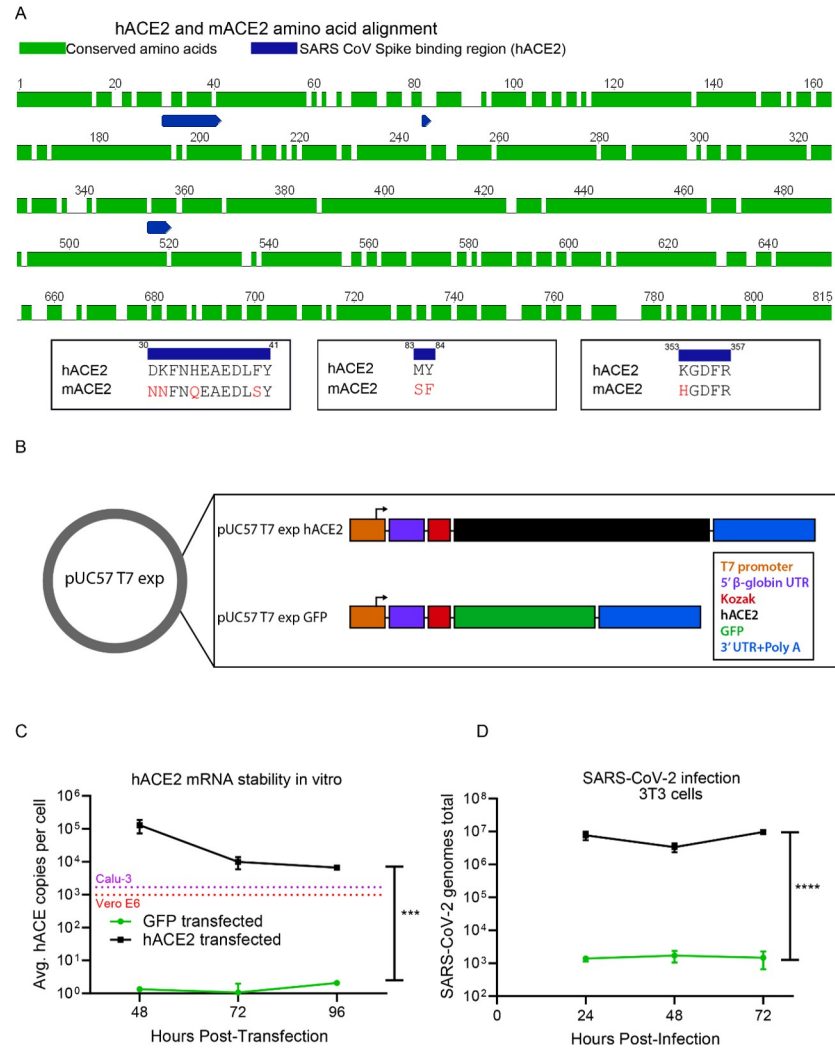 A
hACE2 and mACE2 amino acid alignment
Conserved amino acids SARS CoV Spike binding region (hACE2)
1 20 40 60 80 100 120 140 160
180 200 220 240 260 280 300 320
340 360 380 400 420 440 460 480
500 520 540 560 580 600 620 640
660 680 700 720 740 760 780 800 815
30 41
hACE2 DKFNHEAEDLFY
mACE2 NNFNQEAEDLSY
83 84
hACE2 MY
mACE2 SF
353 357
hACE2 KGDFR
mACE2 HGDFR
B
pUC57 T7 exp
pUC57 T7 exp hACE2
pUC57 T7 exp GFP
T7 promoter
5' β-globin UTR
Kozak
hACE2
GFP
3' UTR+Poly A
C
hACE2 mRNA stability in vitro
Avg. hACE copies per cell
10⁶
10⁵
10⁴
10³
10²
10¹
10⁰
Calu-3
Vero E6
GFP transfected
hACE2 transfected
***
48 72 96
Hours Post-Transfection
D
SARS-CoV-2 infection
3T3 cells
SARS-CoV-2 genomes total
10⁸
10⁷
10⁶
10⁵
10⁴
10³
10²
****
0 24 48 72
Hours Post-Infection